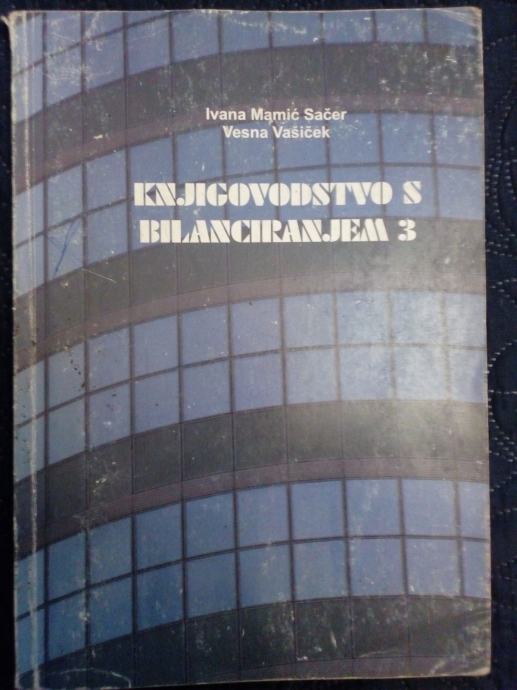 Ivana Mamić Sačer
Vesna Vašiček
KNJIGOVODSTVO S
BILANCIRANJEM 3